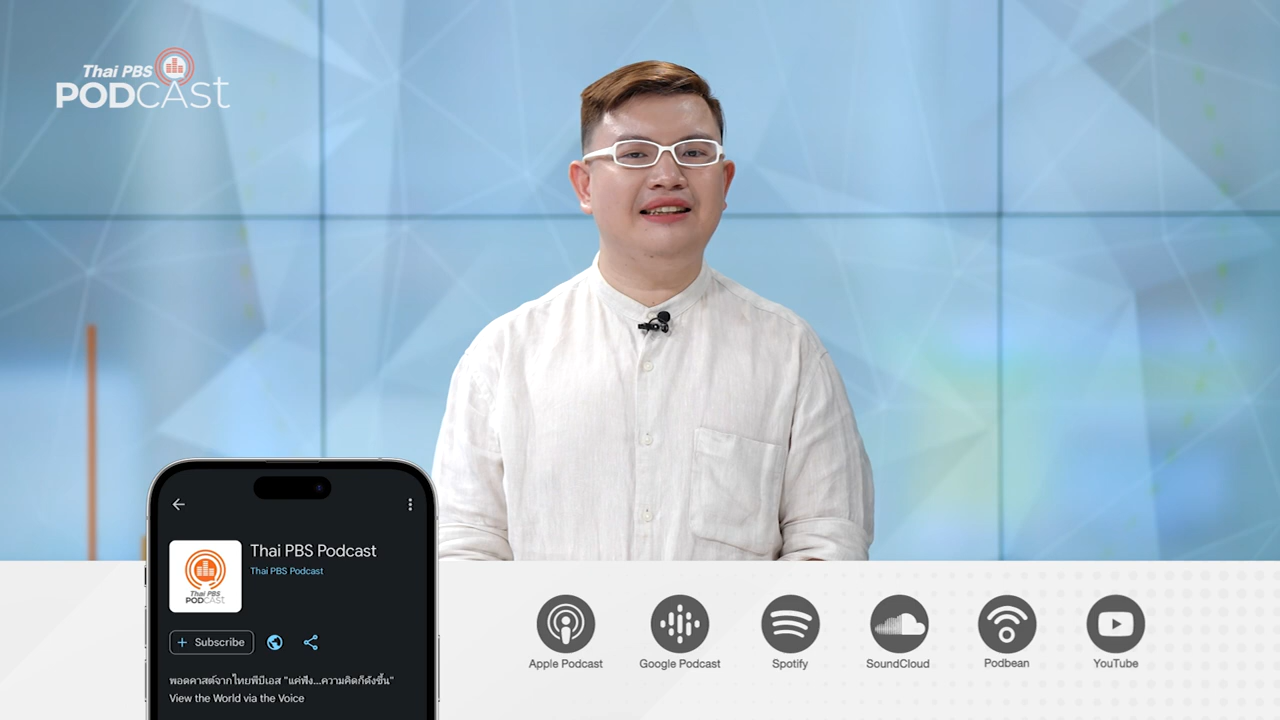 Thai PBS
PODCAST
Thai PBS Podcast
Thai PBS Podcast
Thai PBS
PODCAST
+ Subscribe
พอดคาสต์จากไทยพีบีเอส "แค่ฟัง...ความคิดก็ดังขึ้น"
View the World via the Voice
Apple Podcast
Google Podcast
Spotify
SoundCloud
Podbean
YouTube